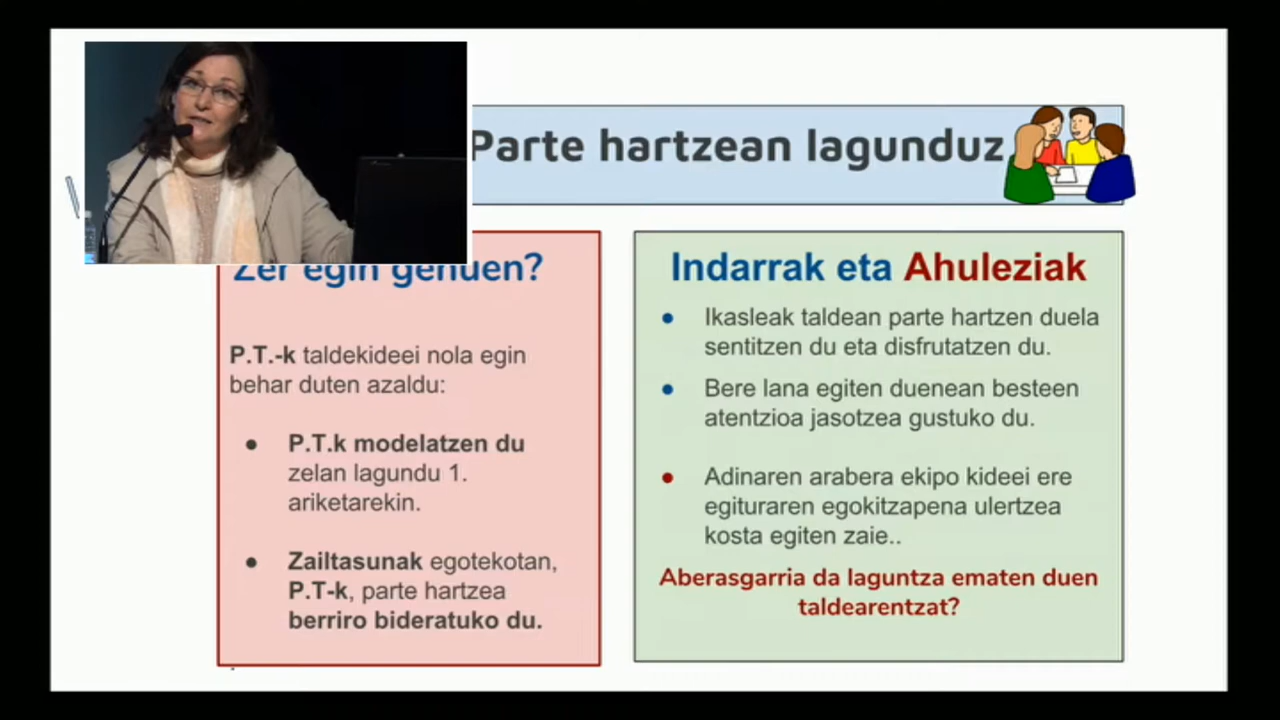 Parte hartzean lagunduz
Zer egin genuen?
P.T.-k taldekideei nola egin
behar duten azaldu:
● P.T.k modelatzen du
zelan lagundu 1.
ariketarekin.
● Zailtasunak egotekotan,
P.T-k, parte hartzea
berriro bideratuko du.
Indarrak eta Ahuleziak
● Ikasleak taldean parte hartzen duela
sentitzen du eta disfrutatzen du.
● Bere lana egiten duenean besteen
atentzioa jasotzea gustuko du.
● Adinaren arabera ekipo kideei ere
egituraren egokitzapena ulertzea
kosta egiten zaie..
Aberasgarria da laguntza ematen duen
taldearentzat?